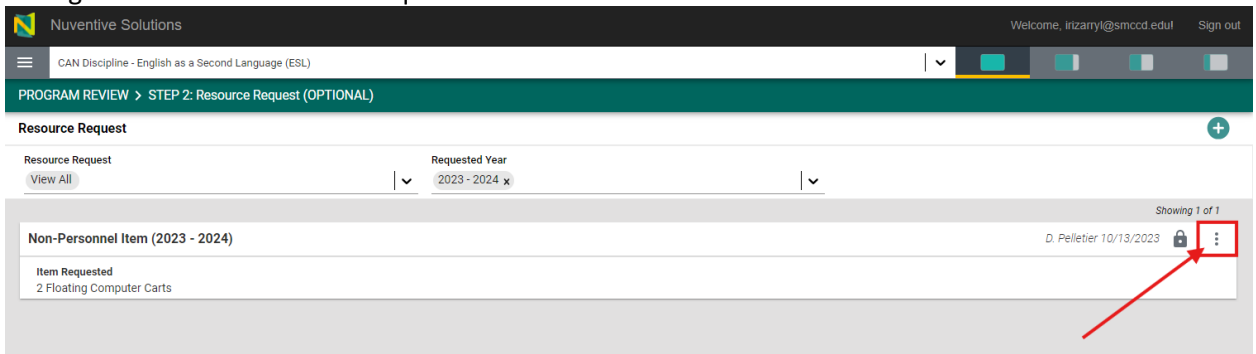 Nuventive Solutions
Welcome, irizarryl@smccd.edu! Sign out
CAN Discipline - English as a Second Language (ESL)
PROGRAM REVIEW > STEP 2: Resource Request (OPTIONAL)
Resource Request
Resource Request Requested Year
View All 2023 - 2024 x
Showing 1 of 1
Non-Personnel Item (2023 - 2024) D. Pelletier 10/13/2023
Item Requested
2 Floating Computer Carts